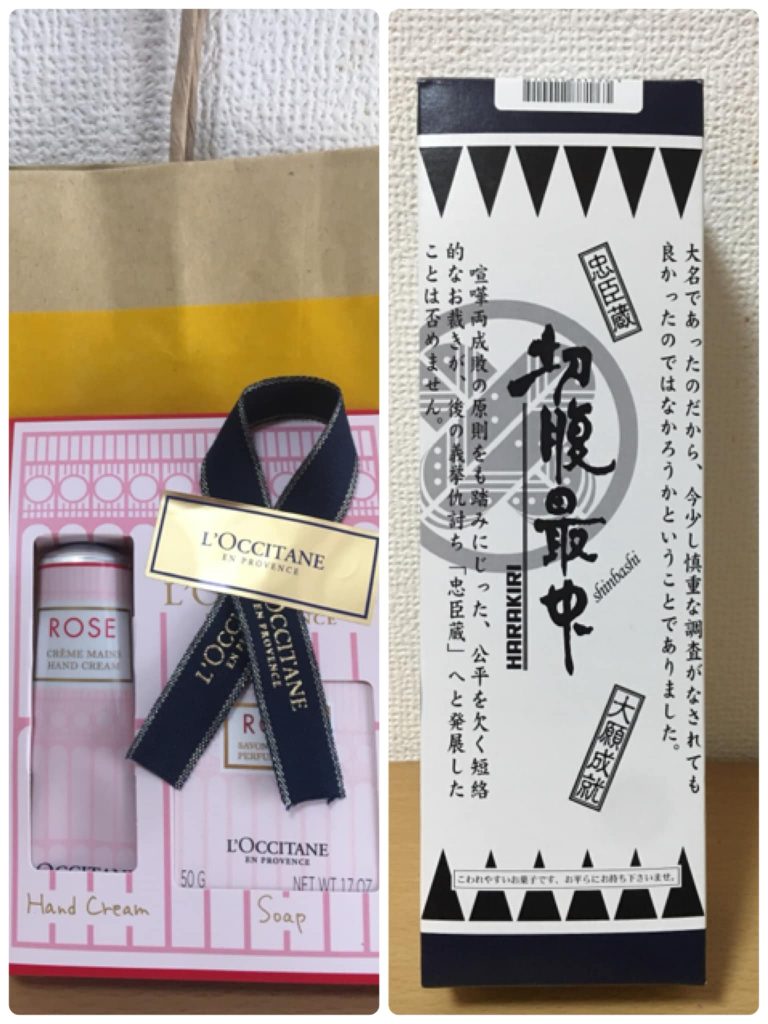 L'OCCITANE
EN PROVENCE
ROSE
CRÈME MAINS
HAND CREAM
L'OCCITANE
EN PROVENCE
L'OCCITANE
EN PROVENCE
SAVON
L'OCCITANE
EN PROVENCE
50 G
NET WT 1.7 OZ
OCCITANE
Hand Cream
Soap
大名であったのだから、今少し慎重な調査がなされても
良かったのではなかろうかということでありました。
忠臣蔵
切腹最中
HARAKIRI
shinbashi
大願成就
喧嘩両成敗の原則をも踏みにじった、公平を欠く短絡
的なお裁きが、後の義挙仇討ち「忠臣蔵」へと発展した
ことは否めません。
こわれやすいお菓子です、お平らにお持ち下さいませ。